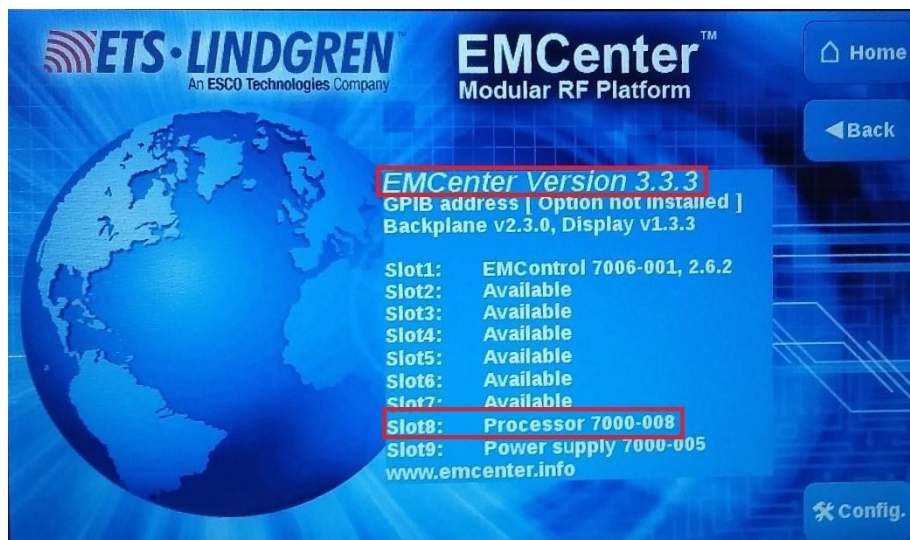 ETS·LINDGREN™
An ESCO Technologies Company
EMCenter™
Modular RF Platform
Home
Back
EMCenter Version 3.3.3
GPIB address [ Option not installed ]
Backplane v2.3.0, Display v1.3.3
Slot1: EMControl 7006-001, 2.6.2
Slot2: Available
Slot3: Available
Slot4: Available
Slot5: Available
Slot6: Available
Slot7: Available
Slot8: Processor 7000-008
Slot9: Power supply 7000-005
www.emcenter.info
Config.